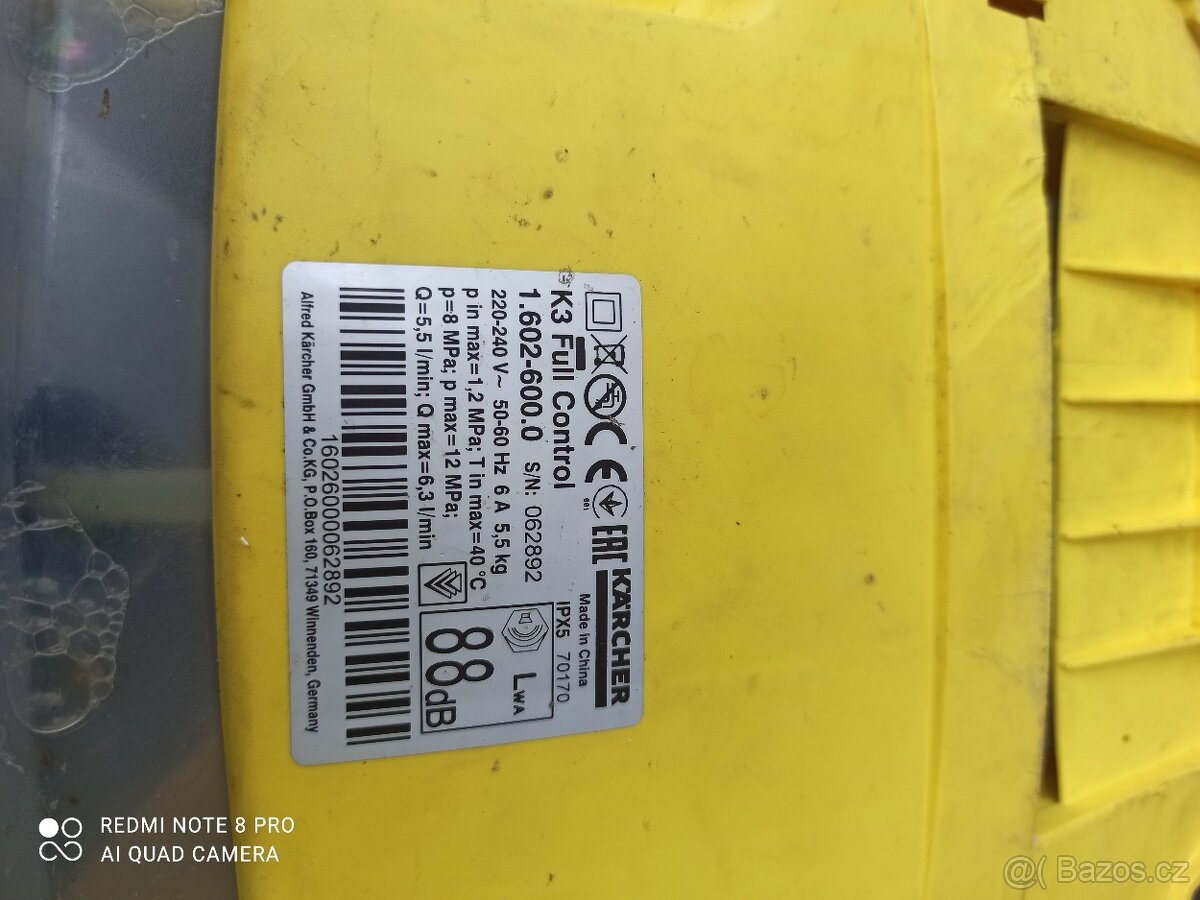 KÄRCHER
Made in China
IPX5 70170
K3 Full Control
1.602-600.0 S/N: 062892
220-240 V~ 50-60 Hz 6 A 5,5 kg
p in max=1,2 MPa; T in max=40 °C
p=8 MPa; p max=12 MPa;
Q=5,5 l/min; Q max=6,3 l/min
LWA
88dB
CE
EAC
16026000062892
Alfred Kärcher GmbH & Co.KG, P.O.Box 160, 71349 Winnenden, Germany
REDMI NOTE 8 PRO
AI QUAD CAMERA
@( Bazos.cz